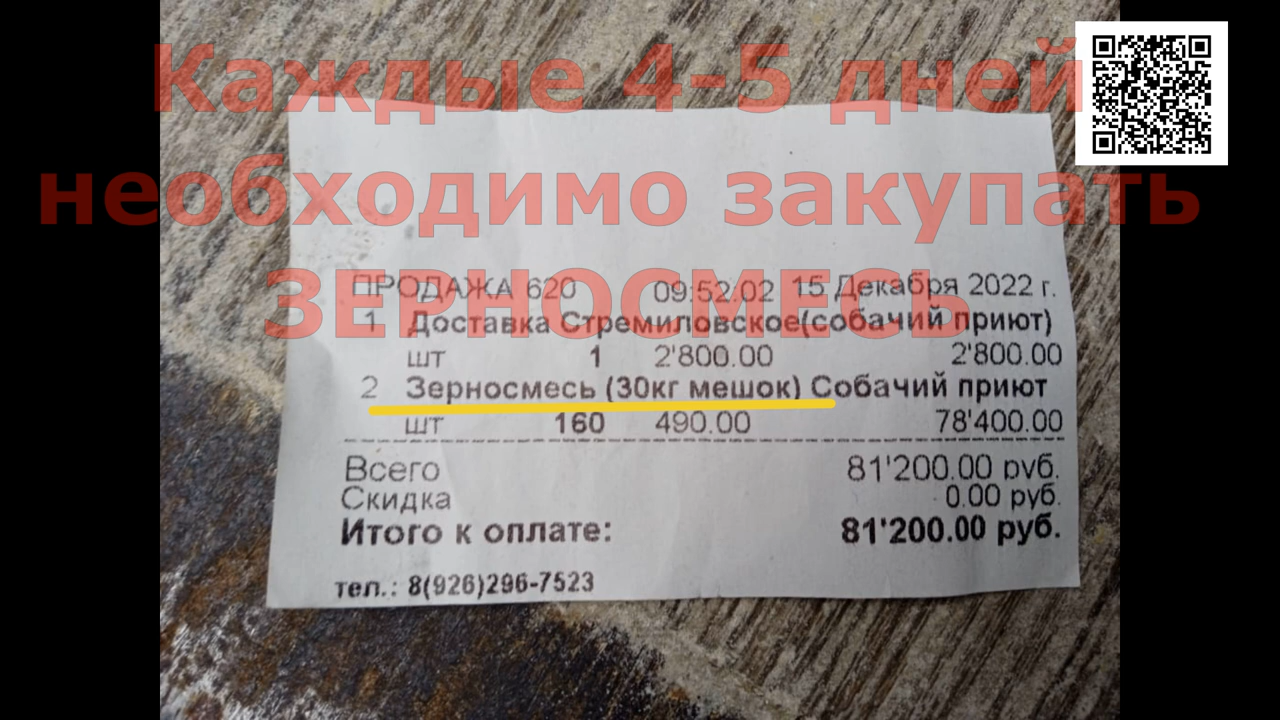 Каждые 4-5 дней
необходимо закупать
ЗЕРНОСМЕСЬ
ПРОДАЖА 620 09:52:02 15 Декабря 2022 г.
1 Доставка Стремиловское(собачий приют)
шт 1 2'800.00 2'800.00
2 Зерносмесь (30кг мешок) Собачий приют
шт 160 490.00 78'400.00
Всего 81'200.00 руб.
Скидка 0.00 руб.
Итого к оплате: 81'200.00 руб.
тел.: 8(926)296-7523